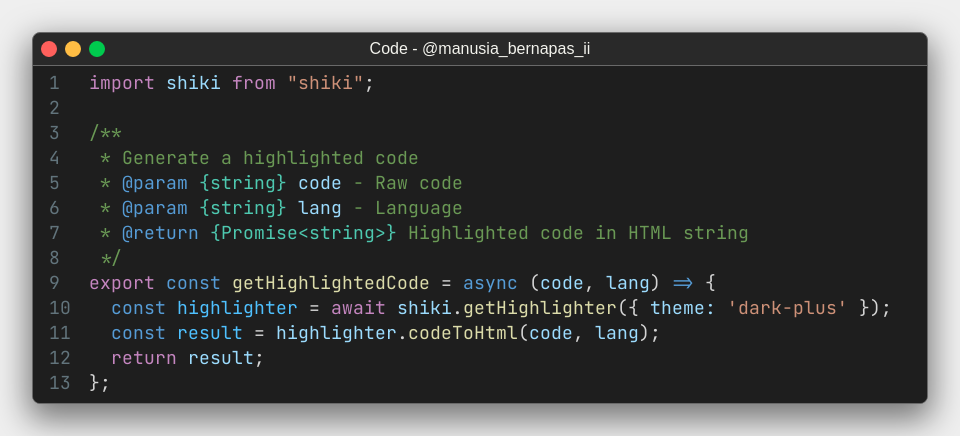 Code - @manusia_bernapas_ii
1 import shiki from "shiki";
2
3 /**
4  * Generate a highlighted code
5  * @param {string} code - Raw code
6  * @param {string} lang - Language
7  * @return {Promise<string>} Highlighted code in HTML string
8  */
9 export const getHighlightedCode = async (code, lang) => {
10   const highlighter = await shiki.getHighlighter({ theme: 'dark-plus' });
11   const result = highlighter.codeToHtml(code, lang);
12   return result;
13 };